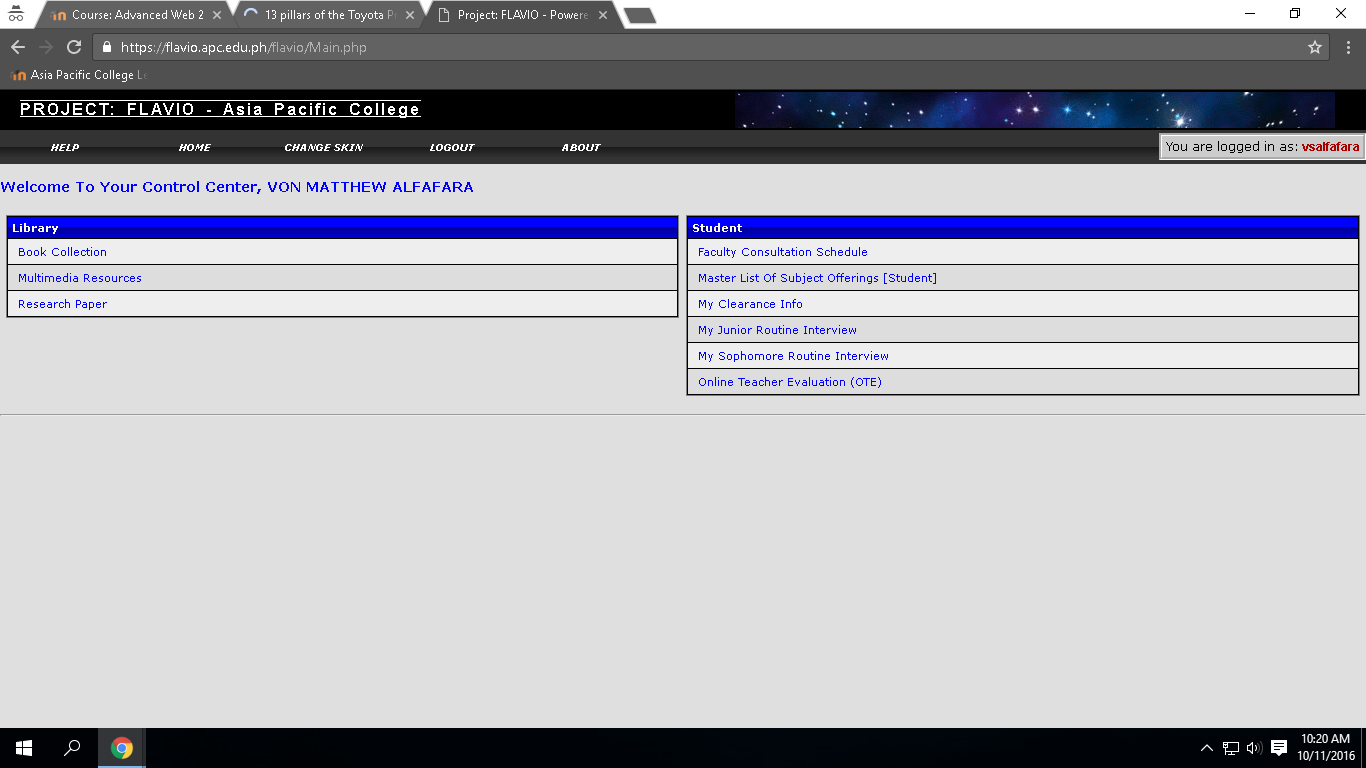 Course: Advanced Web 2
13 pillars of the Toyota P
Project: FLAVIO - Powere
https://flavio.apc.edu.ph/flavio/Main.php
Asia Pacific College L
PROJECT: FLAVIO - Asia Pacific College
HELP HOME CHANGE SKIN LOGOUT ABOUT
You are logged in as: vsalfafara
Welcome To Your Control Center, VON MATTHEW ALFAFARA
Library
Book Collection
Multimedia Resources
Research Paper
Student
Faculty Consultation Schedule
Master List Of Subject Offerings [Student]
My Clearance Info
My Junior Routine Interview
My Sophomore Routine Interview
Online Teacher Evaluation (OTE)
10:20 AM
10/11/2016